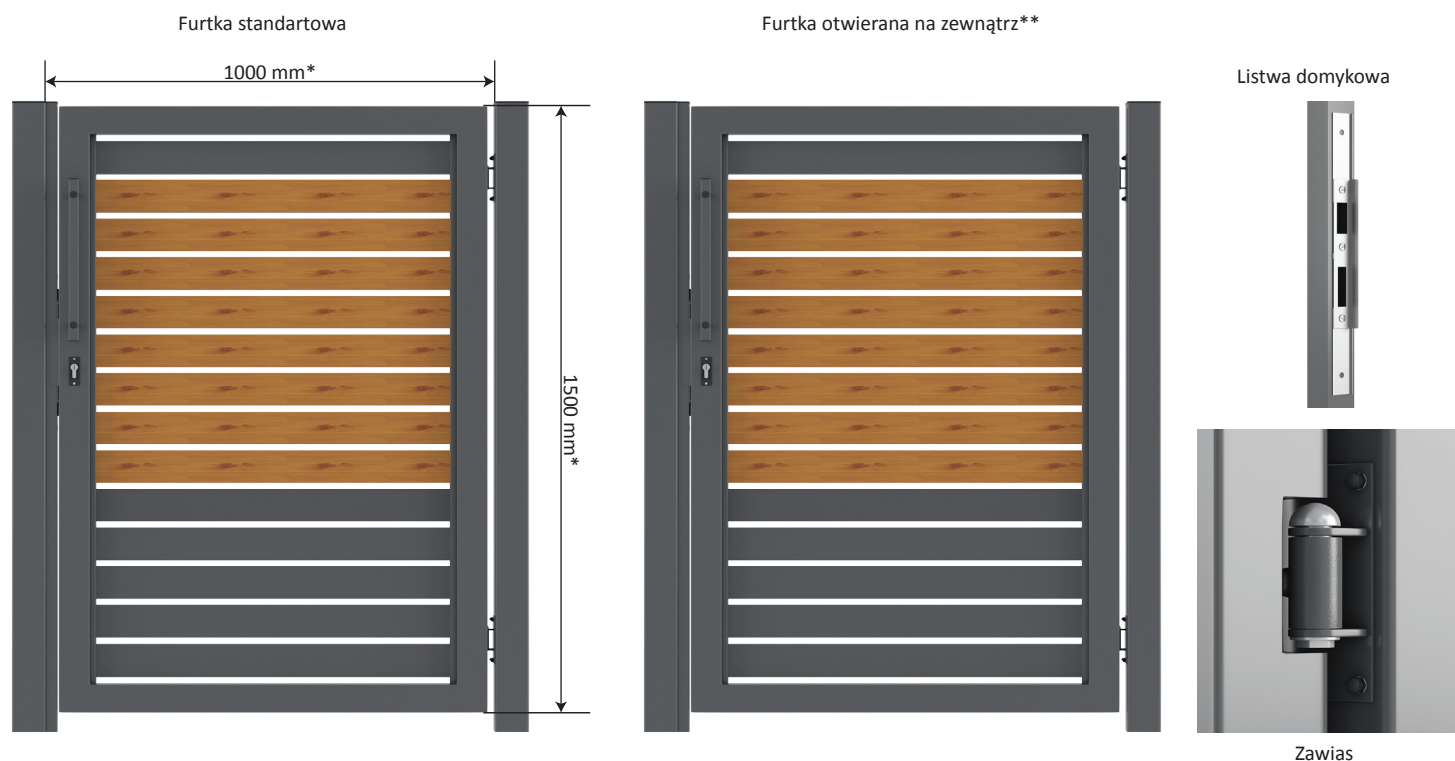 Furtka standartowa
Furtka otwierana na zewnątrz**
1000 mm*
Listwa domykowa
1500 mm*
Zawias